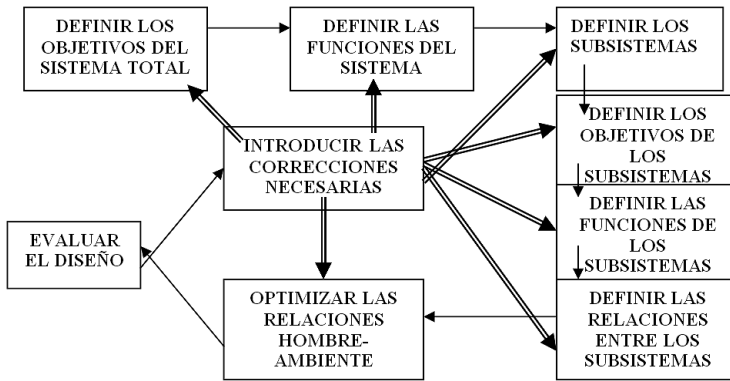 DEFINIR LOS
OBJETIVOS DEL
SISTEMA TOTAL
DEFINIR LAS
FUNCIONES DEL
SISTEMA
DEFINIR LOS
SUBSISTEMAS
INTRODUCIR LAS
CORRECCIONES
NECESARIAS
DEFINIR LOS
OBJETIVOS DE
LOS
SUBSISTEMAS
DEFINIR LAS
FUNCIONES DE
LOS
SUBSISTEMAS
EVALUAR
EL DISEÑO
OPTIMIZAR LAS
RELACIONES
HOMBRE-
AMBIENTE
DEFINIR LAS
RELACIONES
ENTRE LOS
SUBSISTEMAS